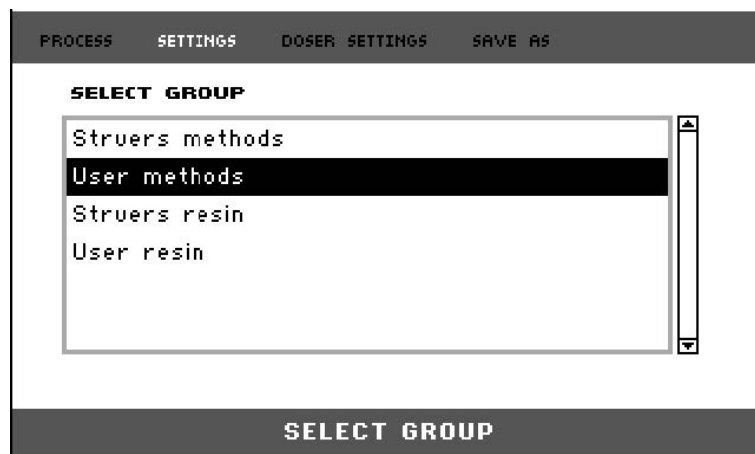 PROCESS SETTINGS DOSER SETTINGS SAVE AS
SELECT GROUP
Struers methods
User methods
Struers resin
User resin
SELECT GROUP